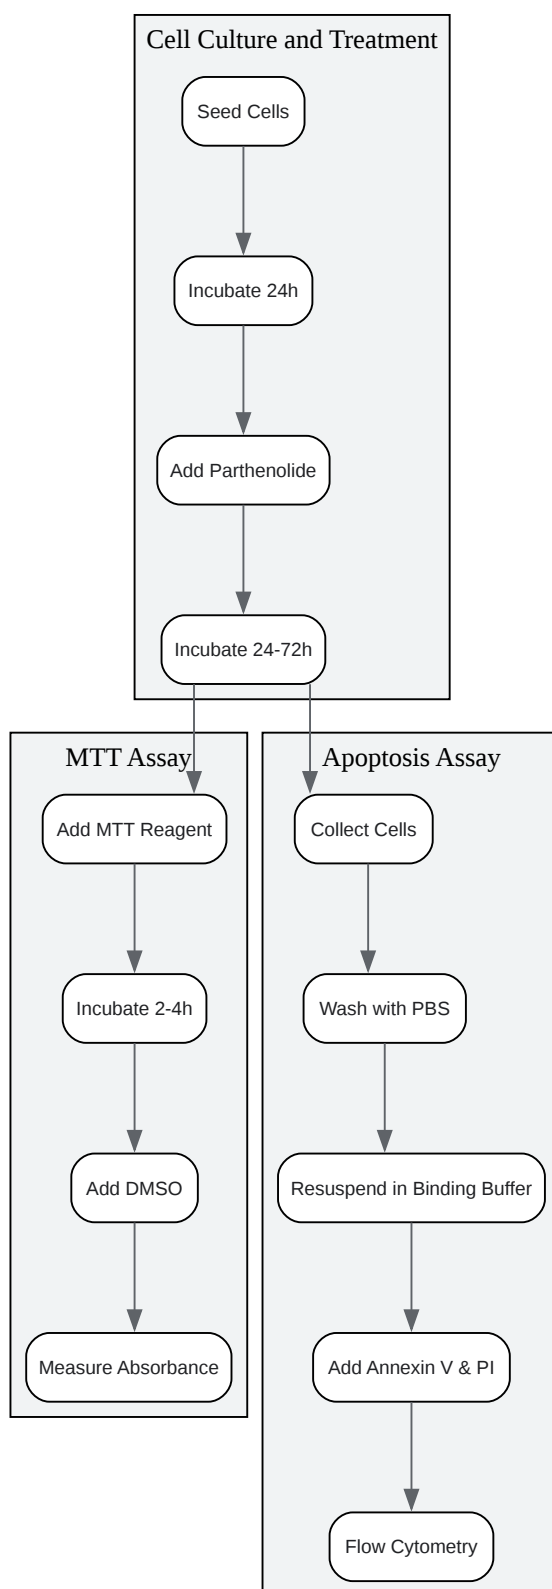 Cell Culture and Treatment
Seed Cells
Incubate 24h
Add Parthenolide
Incubate 24-72h
MTT Assay
Add MTT Reagent
Incubate 2-4h
Add DMSO
Measure Absorbance
Apoptosis Assay
Collect Cells
Wash with PBS
Resuspend in Binding Buffer
Add Annexin V & PI
Flow Cytometry